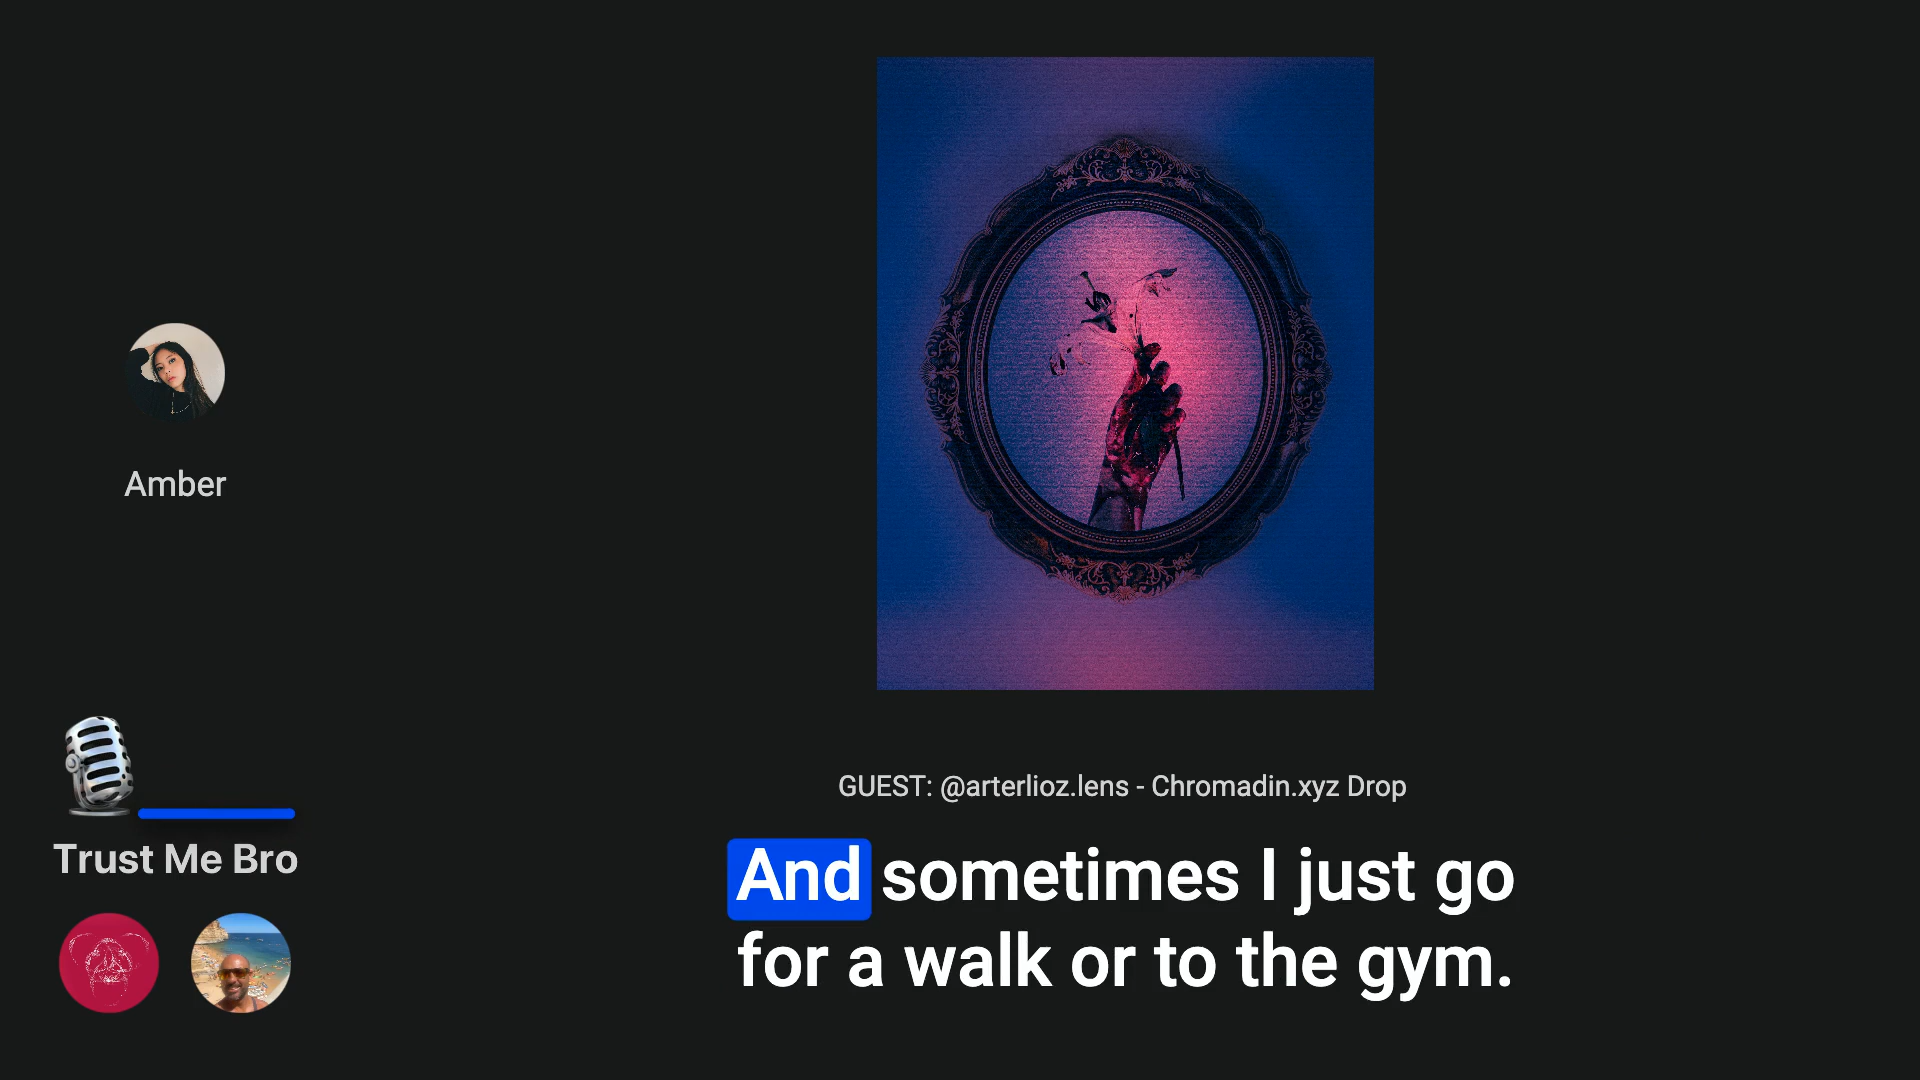 Amber
Trust Me Bro
GUEST: @arterlioz.lens - Chromadin.xyz Drop
And sometimes I just go
for a walk or to the gym.